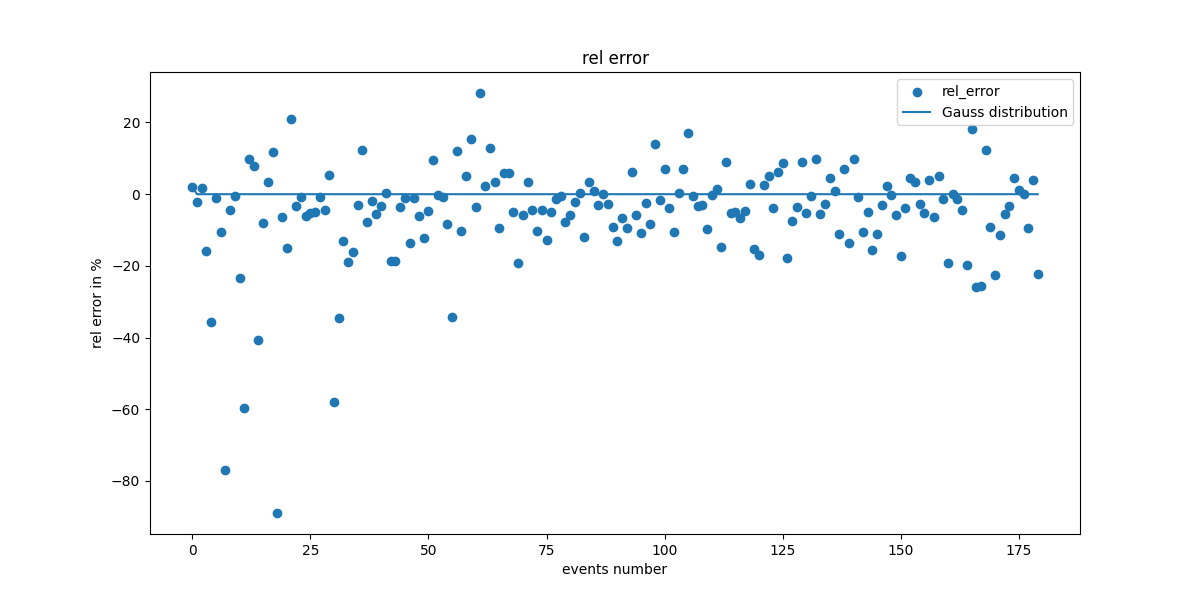 rel error
rel_error
Gauss distribution
rel error in %
20
0
−20
−40
−60
−80
0
25
50
75
100
125
150
175
events number